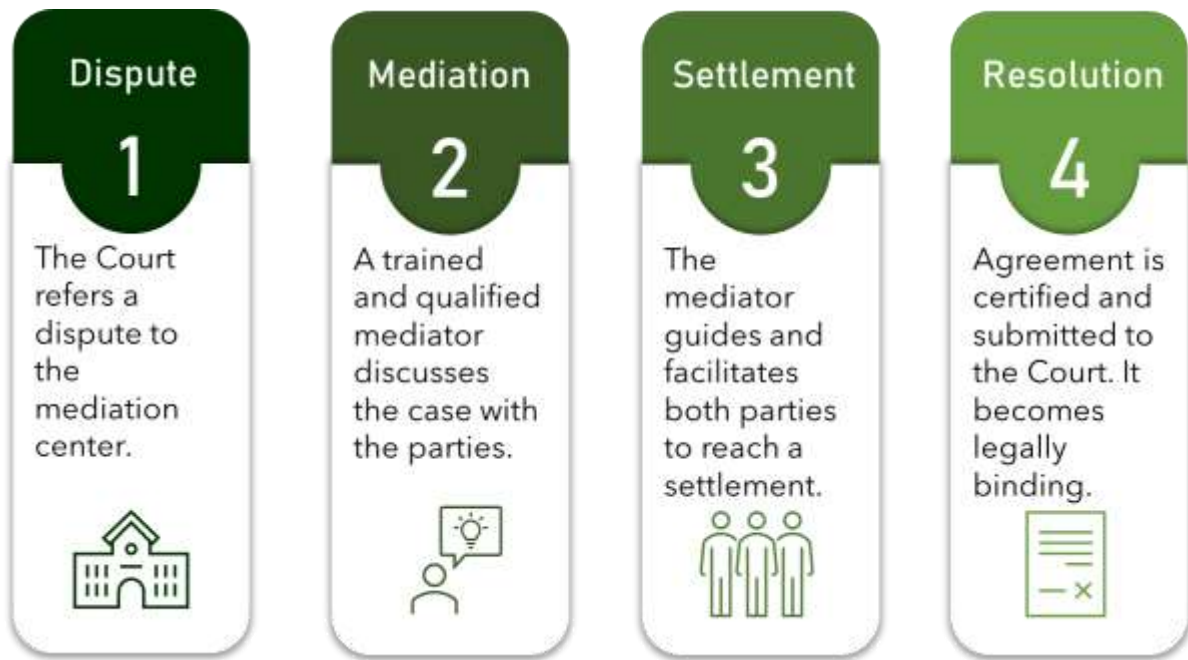 Dispute
1
The Court
refers a
dispute to
the
mediation
center.
Mediation
2
A trained
and qualified
mediator
discusses
the case with
the parties.
Settlement
3
The
mediator
guides and
facilitates
both parties
to reach a
settlement.
Resolution
4
Agreement is
certified and
submitted to
the Court. It
becomes
legally
binding.